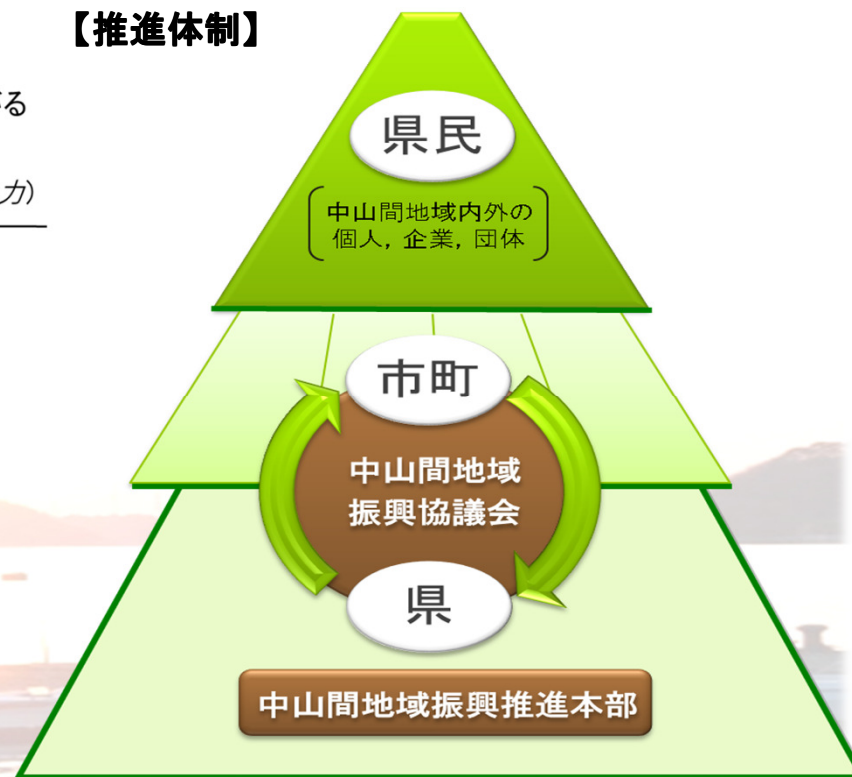 【推進体制】
る
力)
県民
中山間地域内外の
個人, 企業, 団体
市町
中山間地域
振興協議会
県
中山間地域振興推進本部